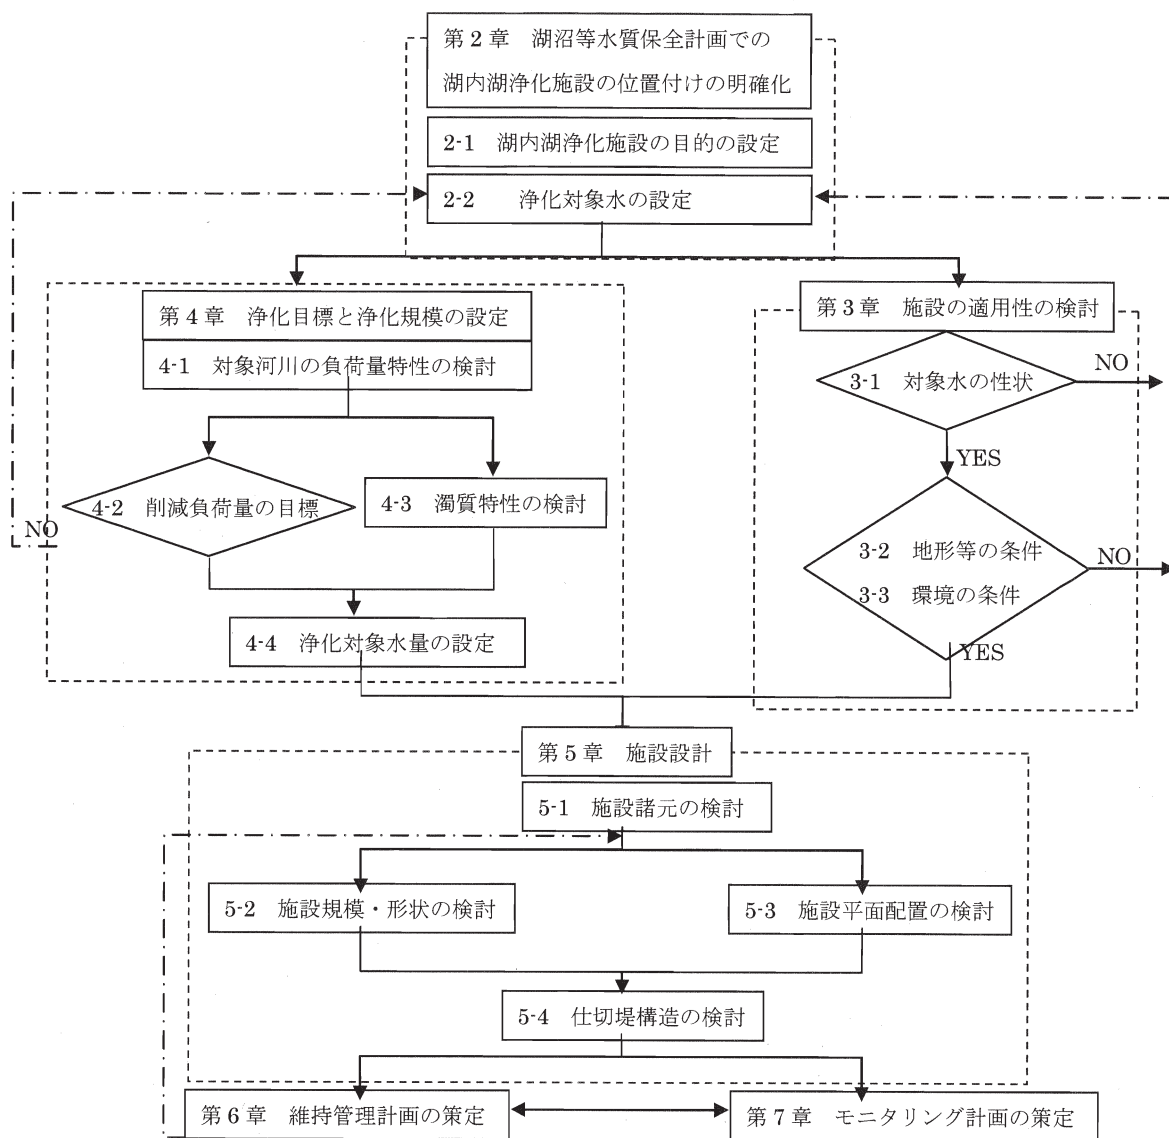 第２章　湖沼等水質保全計画での
湖内湖浄化施設の位置付けの明確化
2-1　湖内湖浄化施設の目的の設定
2-2　　浄化対象水の設定
第４章　浄化目標と浄化規模の設定
4-1　対象河川の負荷量特性の検討
4-2　削減負荷量の目標
NO
4-3　濁質特性の検討
4-4　浄化対象水量の設定
第３章　施設の適用性の検討
3-1　対象水の性状
NO
YES
3-2　地形等の条件
3-3　環境の条件
NO
YES
第５章　施設設計
5-1　施設諸元の検討
5-2　施設規模・形状の検討
5-3　施設平面配置の検討
5-4　仕切堤構造の検討
第６章　維持管理計画の策定
第７章　モニタリング計画の策定